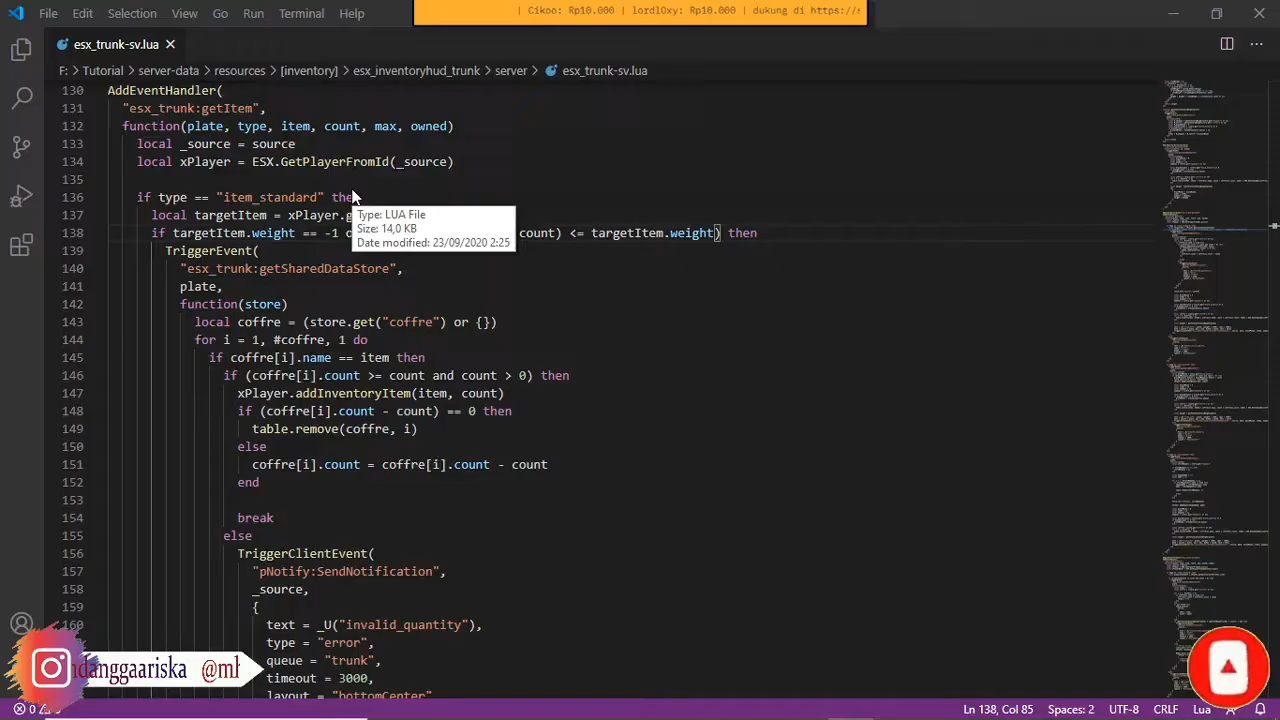 File Edit Selection View Go Run Terminal Help
| Cikoo: Rp10.000 | lordlOxy: Rp10.000 | dukung di https://s
esx_trunk-sv.lua
F: > Tutorial > server-data > resources > [inventory] > esx_inventoryhud_trunk > server > esx_trunk-sv.lua
130 AddEventHandler(
131 "esx_trunk:getItem",
132 function(plate, type, item, count, max, owned)
133 local _source = source
134 local xPlayer = ESX.GetPlayerFromId(_source)
135
136 if type == "item_standard" the
137 local targetItem = xPlayer.g
138 if targetItem.weight == count) <= targetItem.weight) then
Type: LUA File
Size: 14,0 KB
Date modified: 23/09/2020 2:25
139 TriggerEvent(
140 "esx_trunk:getSharedDataStore",
141 plate,
142 function(store)
143 local coffre = (store.get("coffre") or {})
144 for i = 1, #coffre, 1 do
145 if coffre[i].name == item then
146 if (coffre[i].count >= count and count > 0) then
147 xPlayer.addInventoryItem(item, count)
148 if (coffre[i].count - count) == 0 then
149 table.remove(coffre, i)
150 else
151 coffre[i].count = coffre[i].count - count
152 end
153
154 break
155 else
156 TriggerClientEvent(
157 "pNotify:SendNotification",
158 _source,
159 {
160 text = _U("invalid_quantity"),
type = "error",
queue = "trunk",
timeout = 3000,
layout = "bottomCenter"
ndanggaariska @mh
Ln 138, Col 85 Spaces: 2 UTF-8 CRLF Lua